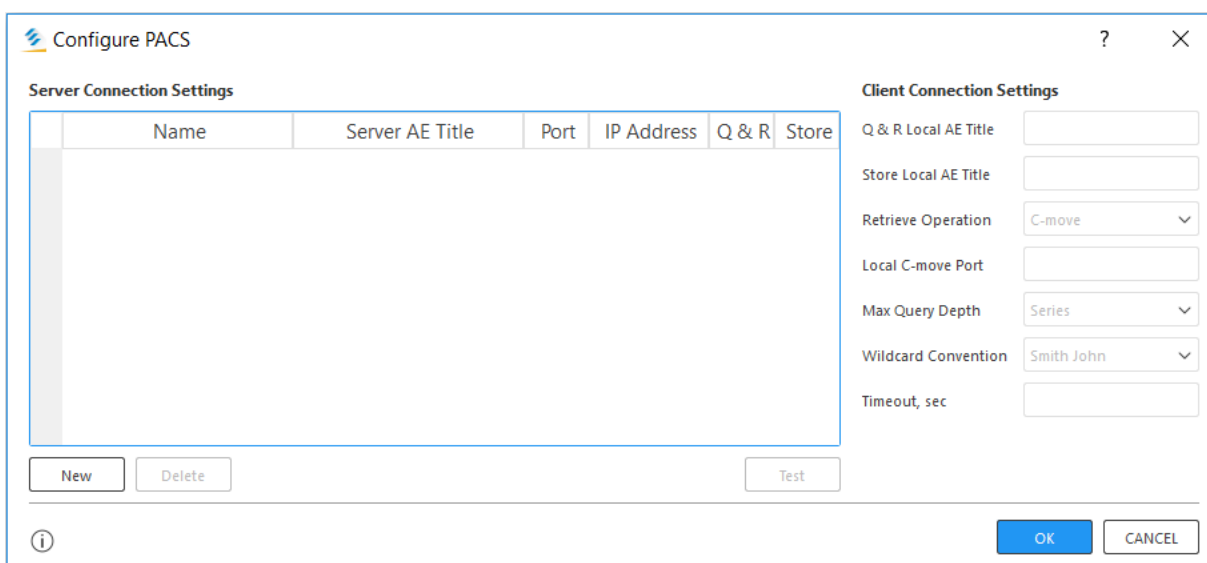 Configure PACS
?
Server Connection Settings
Name Server AE Title Port IP Address Q & R Store
New Delete Test
Client Connection Settings
Q & R Local AE Title
Store Local AE Title
Retrieve Operation C-move
Local C-move Port
Max Query Depth Series
Wildcard Convention Smith John
Timeout, sec
OK CANCEL